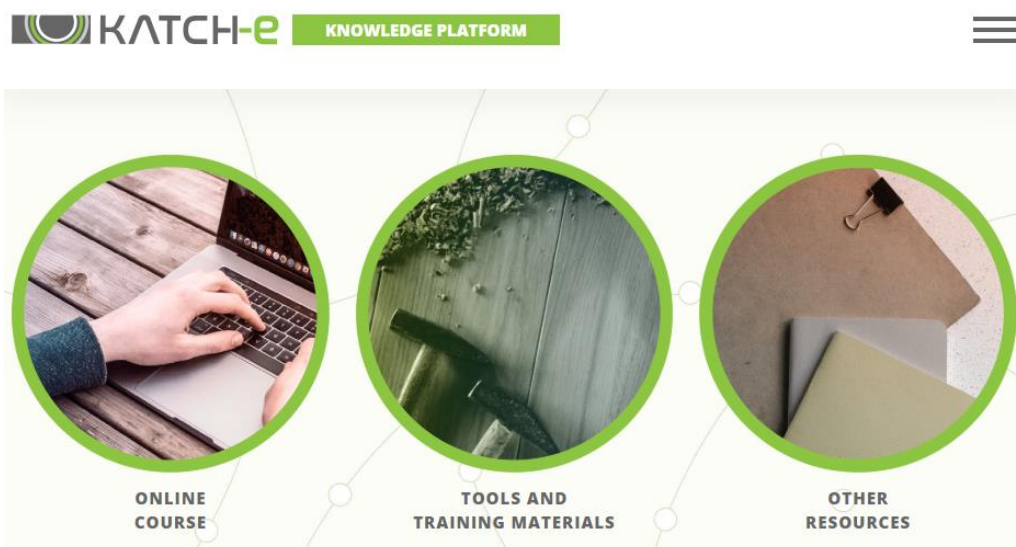 KATCH-e KNOWLEDGE PLATFORM
ONLINE
COURSE
TOOLS AND
TRAINING MATERIALS
OTHER
RESOURCES